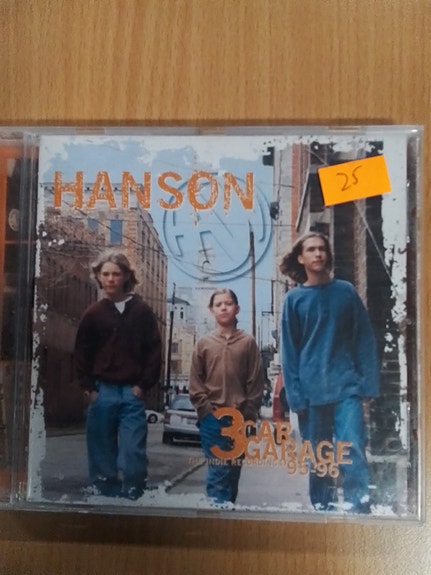 HANSON
25
3 CAR
GARAGE
THE INDIE RECORDINGS
95-96